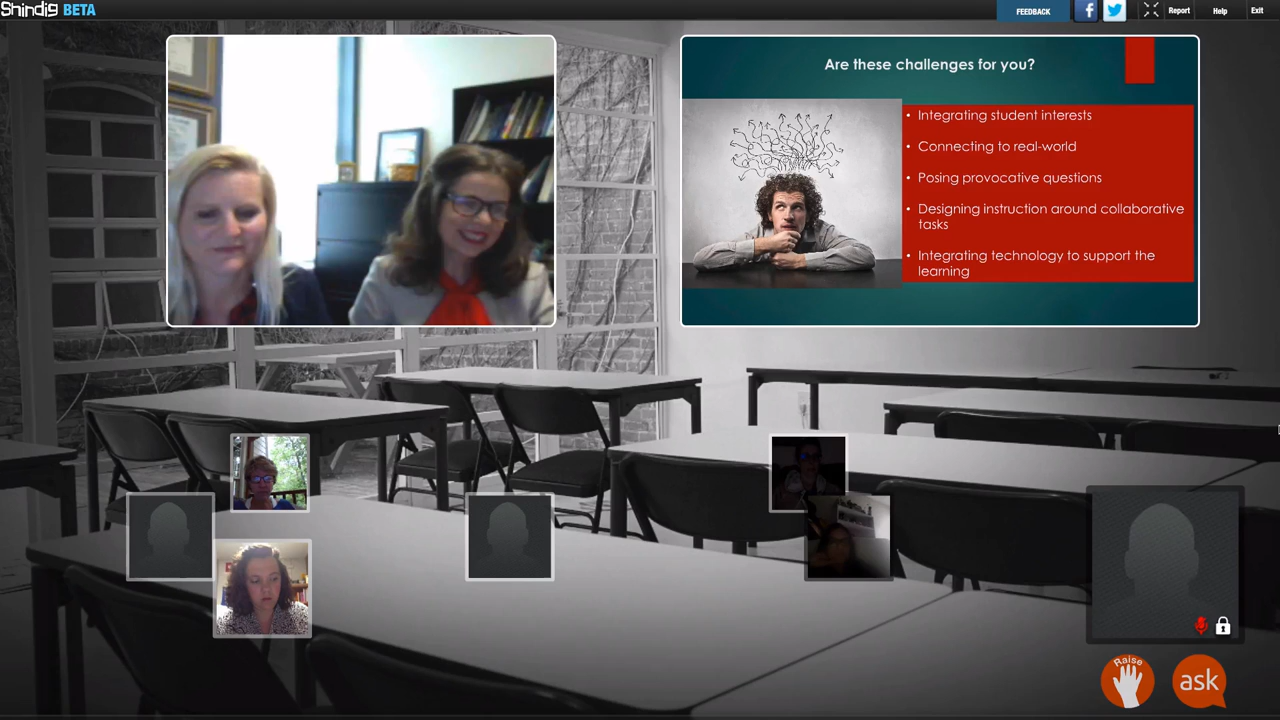 Shindig BETA
FEEDBACK
Report
Help
Exit
Are these challenges for you?
• Integrating student interests
• Connecting to real-world
• Posing provocative questions
• Designing instruction around collaborative
tasks
• Integrating technology to support the
learning
Raise
ask